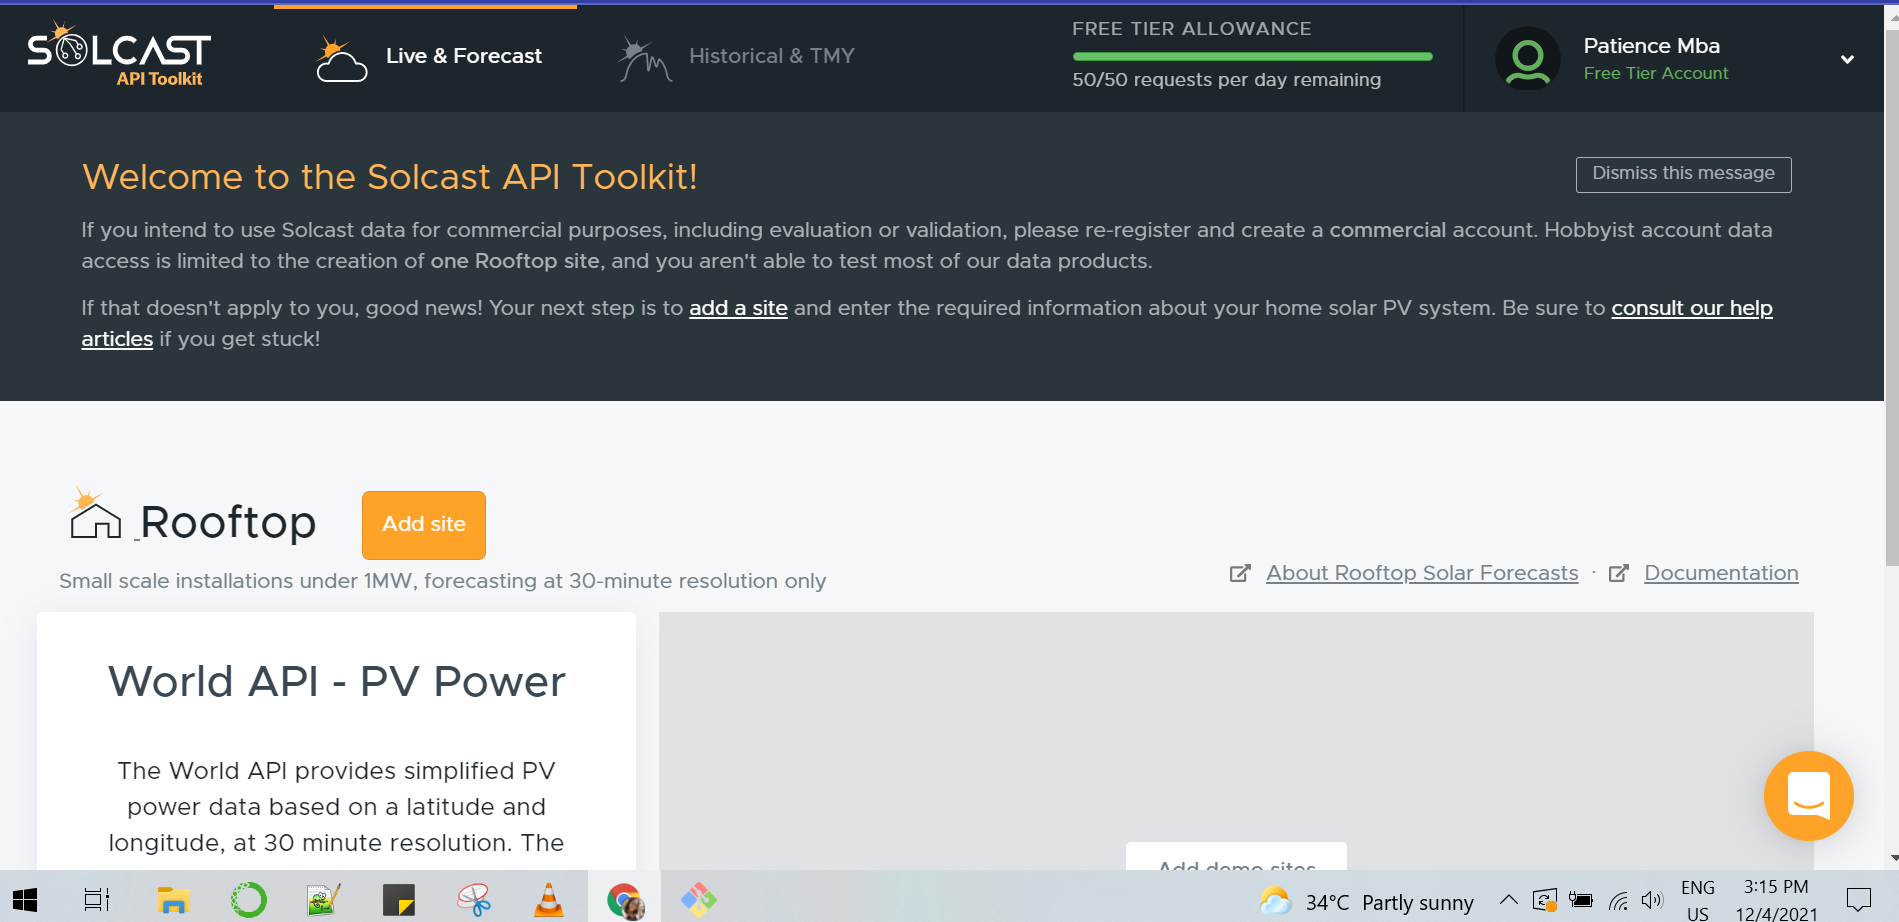 SOLCAST
API Toolkit
Live & Forecast
Historical & TMY
FREE TIER ALLOWANCE
50/50 requests per day remaining
Patience Mba
Free Tier Account
Welcome to the Solcast API Toolkit!
Dismiss this message
If you intend to use Solcast data for commercial purposes, including evaluation or validation, please re-register and create a commercial account. Hobbyist account data
access is limited to the creation of one Rooftop site, and you aren't able to test most of our data products.
If that doesn't apply to you, good news! Your next step is to add a site and enter the required information about your home solar PV system. Be sure to consult our help
articles if you get stuck!
Rooftop
Add site
Small scale installations under 1MW, forecasting at 30-minute resolution only
About Rooftop Solar Forecasts · Documentation
World API - PV Power
The World API provides simplified PV
power data based on a latitude and
longitude, at 30 minute resolution. The
Add demo sites
34°C Partly sunny
ENG
US
3:15 PM
12/4/2021